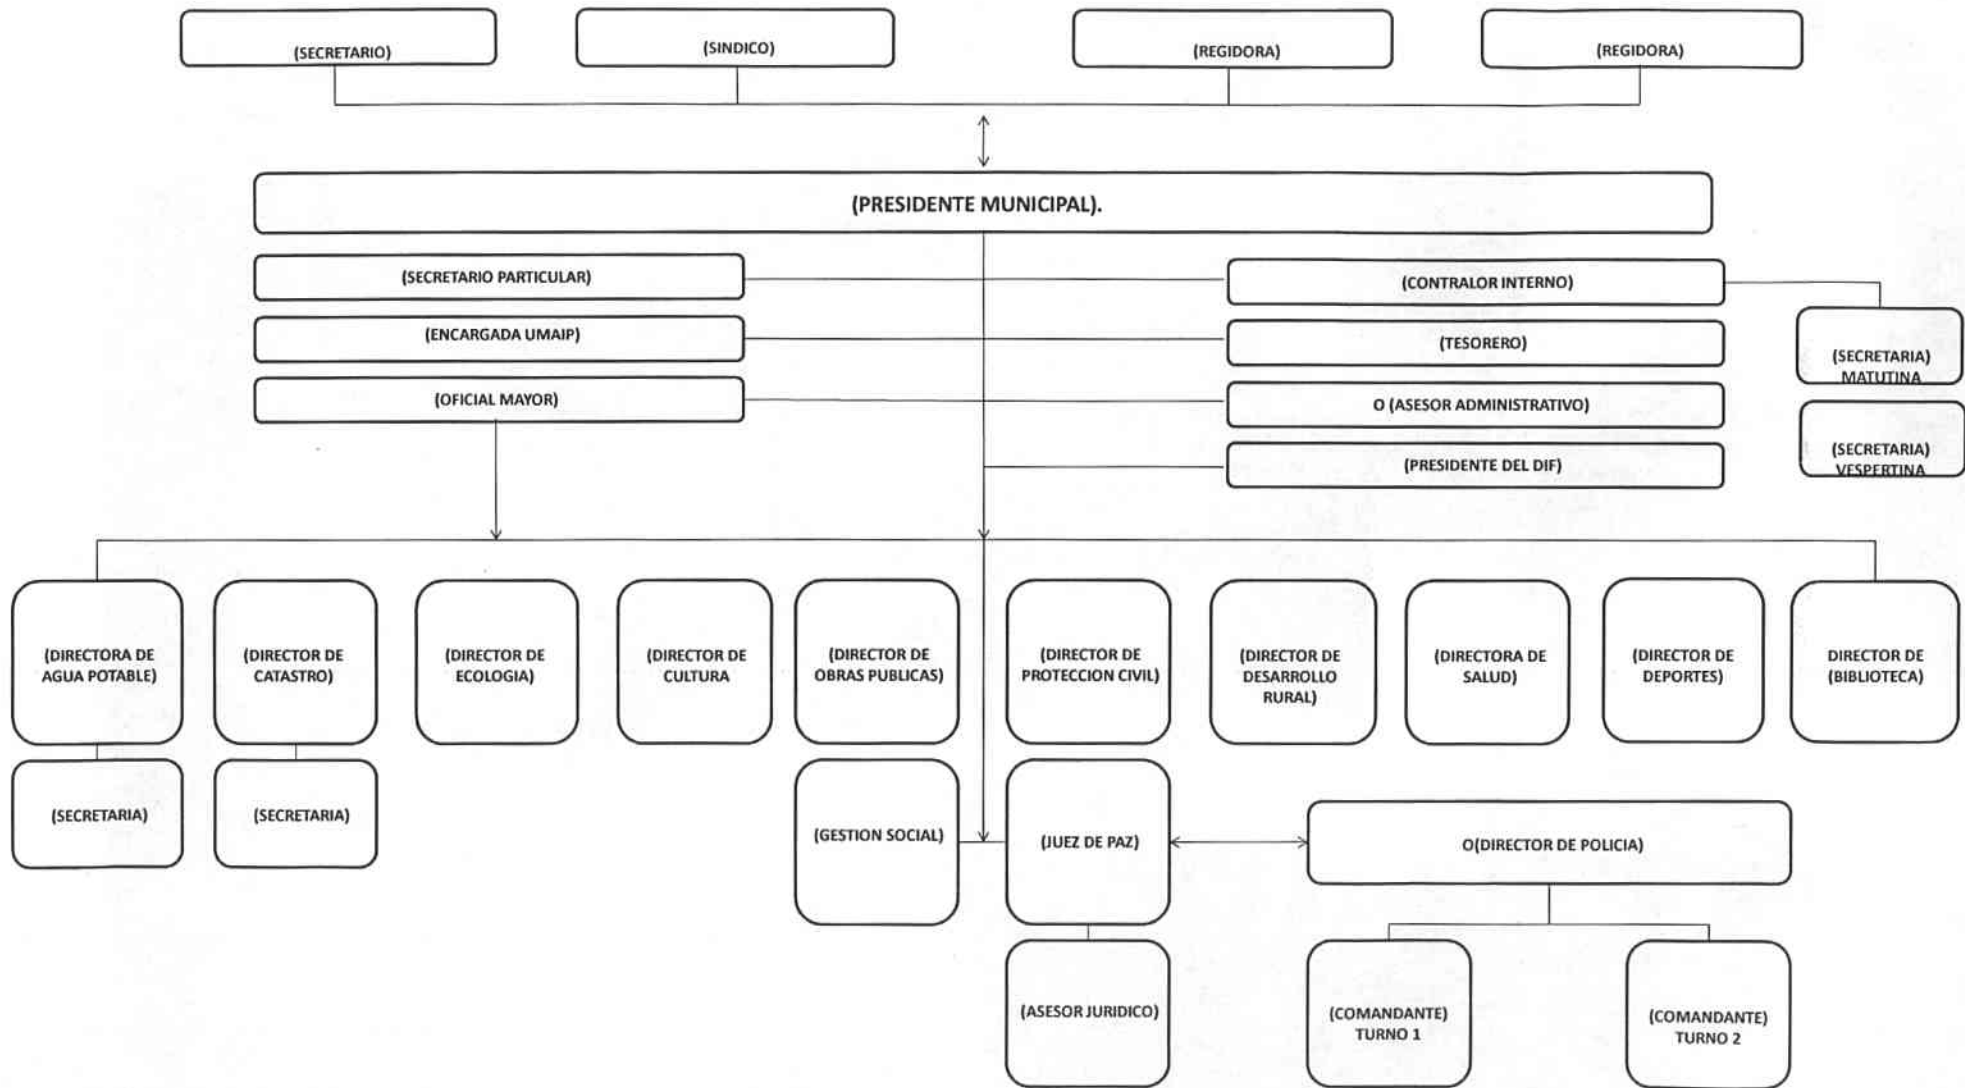 (SECRETARIO)
(SINDICO)
(REGIDORA)
(REGIDORA)
(PRESIDENTE MUNICIPAL).
(SECRETARIO PARTICULAR)
(CONTRALOR INTERNO)
(ENCARGADA UMAIP)
(TESORERO)
(SECRETARIA)
MATUTINA
(OFICIAL MAYOR)
O (ASESOR ADMINISTRATIVO)
(PRESIDENTE DEL DIF)
(SECRETARIA)
VESPERTINA
(DIRECTORA DE
AGUA POTABLE)
(DIRECTOR DE
CATASTRO)
(DIRECTOR DE
ECOLOGIA)
(DIRECTOR DE
CULTURA
(DIRECTOR DE
OBRAS PUBLICAS)
(DIRECTOR DE
PROTECCION CIVIL)
(DIRECTOR DE
DESARROLLO
RURAL)
(DIRECTORA DE
SALUD)
(DIRECTOR DE
DEPORTES)
DIRECTOR DE
(BIBLIOTECA)
(SECRETARIA)
(SECRETARIA)
(GESTION SOCIAL)
(JUEZ DE PAZ)
O(DIRECTOR DE POLICIA)
(ASESOR JURIDICO)
(COMANDANTE)
TURNO 1
(COMANDANTE)
TURNO 2